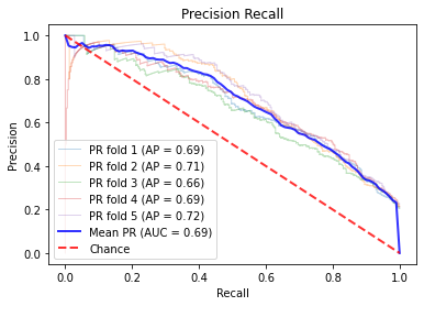 Precision Recall
1.0
0.8
0.6
0.4
0.2
0.0
Precision
PR fold 1 (AP = 0.69)
PR fold 2 (AP = 0.71)
PR fold 3 (AP = 0.66)
PR fold 4 (AP = 0.69)
PR fold 5 (AP = 0.72)
Mean PR (AUC = 0.69)
Chance
0.0 0.2 0.4 0.6 0.8 1.0
Recall